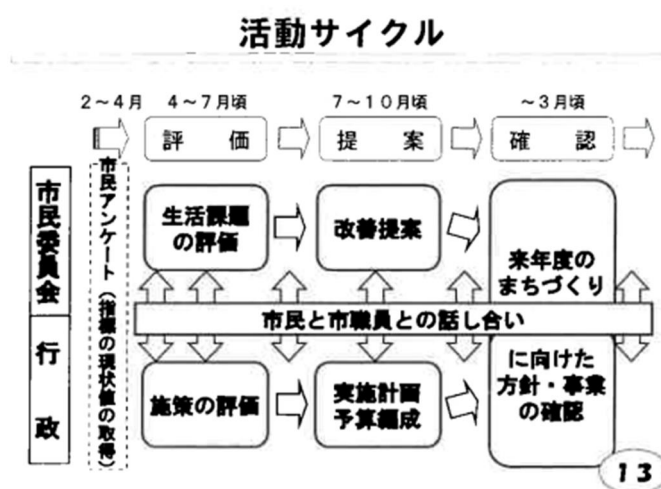 活動サイクル
2～4月
4～7月頃
7～10月頃
～3月頃
評　価
提　案
確　認
市民委員会
行　政
市民アンケート（指標の現状値の取得）
生活課題
の評価
改善提案
来年度の
まちづくり
市民と市職員との話し合い
に向けた
方針・事業
の確認
施策の評価
実施計画
予算編成
13